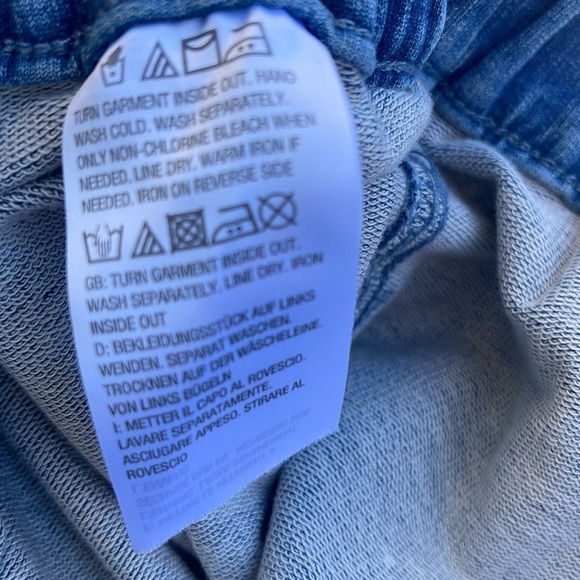 TURN GARMENT INSIDE OUT. HAND
WASH COLD. WASH SEPARATELY.
ONLY NON-CHLORINE BLEACH WHEN
NEEDED. LINE DRY. WARM IRON IF
NEEDED. IRON ON REVERSE SIDE
GB: TURN GARMENT INSIDE OUT.
WASH SEPARATELY. LINE DRY. IRON
INSIDE OUT
D: BEKLEIDUNGSSTÜCK AUF LINKS
WENDEN. SEPARAT WASCHEN.
TROCKNEN AUF DER WÄSCHELEINE.
VON LINKS BÜGELN
I: METTER IL CAPO AL ROVESCIO.
LAVARE SEPARATAMENTE.
ASCIUGARE APPESO. STIRARE AL
ROVESCIO